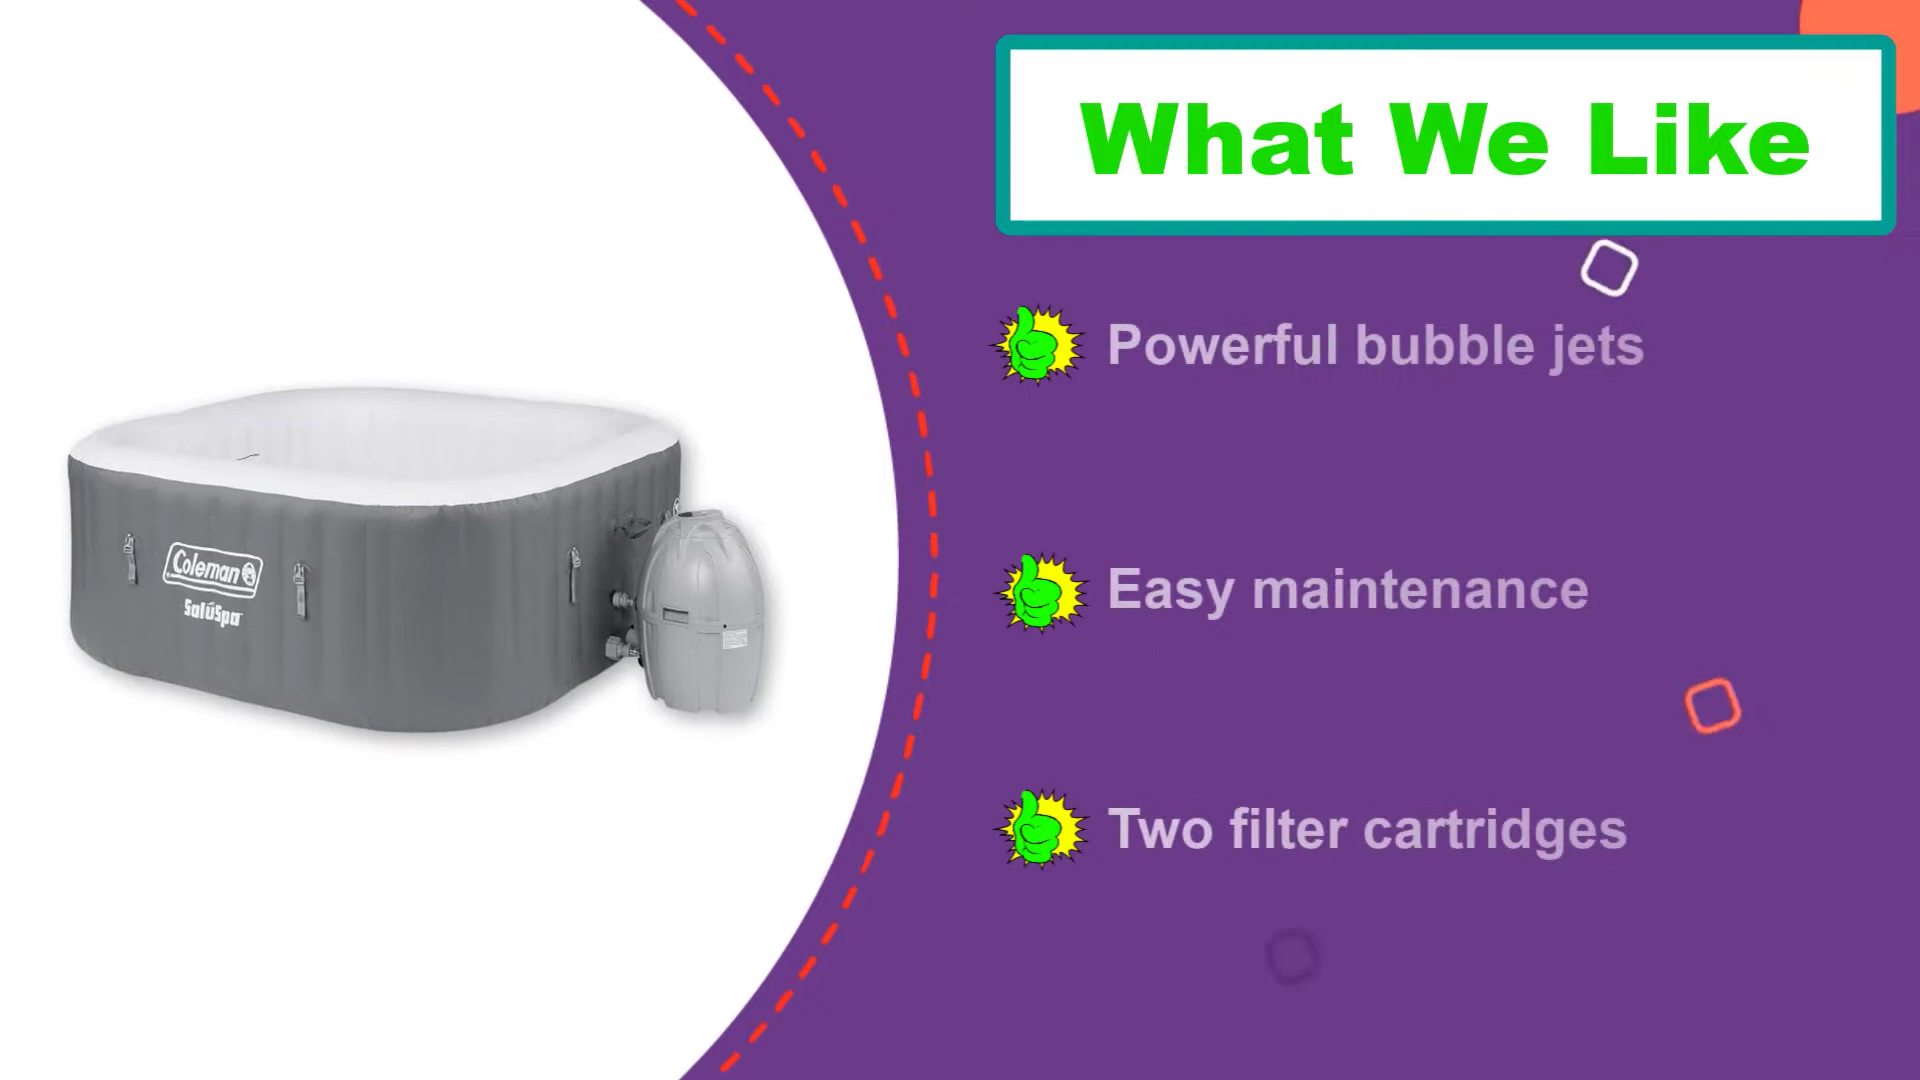 What We Like
Powerful bubble jets
Easy maintenance
Two filter cartridges
Coleman
SaluSpa